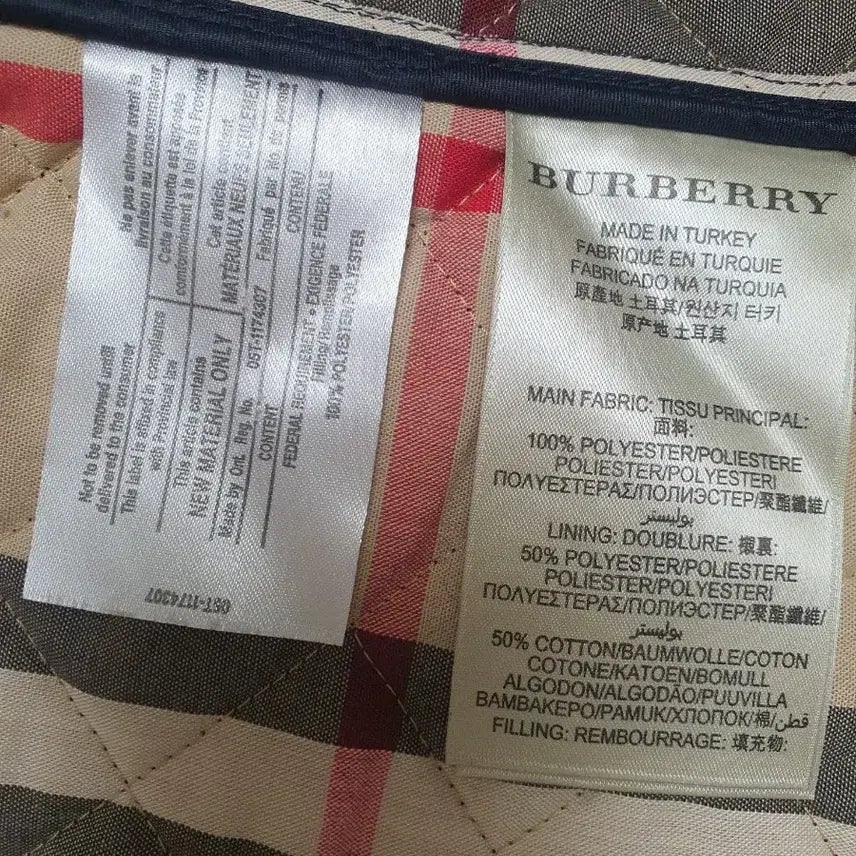 Ne pas enlever avant la
livraison au consommateur
Cette étiquette est apposée
conformément à la loi de la Province
Cet article contient
MATÉRIAUX NEUFS SEULEMENT
Fabriqué par No. de permis
CONTENU
Not to be removed until
delivered to the consumer
This label is affixed in compliance
with Provincial law
This article contains
NEW MATERIAL ONLY
Made by Ont. Reg. No. 05T-1174307
CONTENT
FEDERAL REQUIREMENT • EXIGENCE FÉDÉRALE
Filling/Rembourrage
100% POLYESTER/POLYESTER
05T-1174307
BURBERRY
MADE IN TURKEY
FABRIQUÉ EN TURQUIE
FABRICADO NA TURQUIA
原產地 土耳其/원산지 터키
原产地 土耳其
MAIN FABRIC: TISSU PRINCIPAL:
面料:
100% POLYESTER/POLIESTERE
POLIESTER/POLYESTERI
ΠΟΛΥΕΣΤΕΡΑΣ/ПОЛИЭСТЕР/聚酯纖維/
بوليستر
LINING: DOUBLURE: 襯裏:
50% POLYESTER/POLIESTERE
POLIESTER/POLYESTERI
ΠΟΛΥΕΣΤΕΡΑΣ/ПОЛИЭСТЕР/聚酯纖維/
بوليستر
50% COTTON/BAUMWOLLE/COTON
COTONE/KATOEN/BOMULL
ALGODON/ALGODÃO/PUUVILLA
ΒΑΜΒΑΚΕΡΟ/PAMUK/ХЛОПОК/棉/قطن
FILLING: REMBOURRAGE: 填充物: